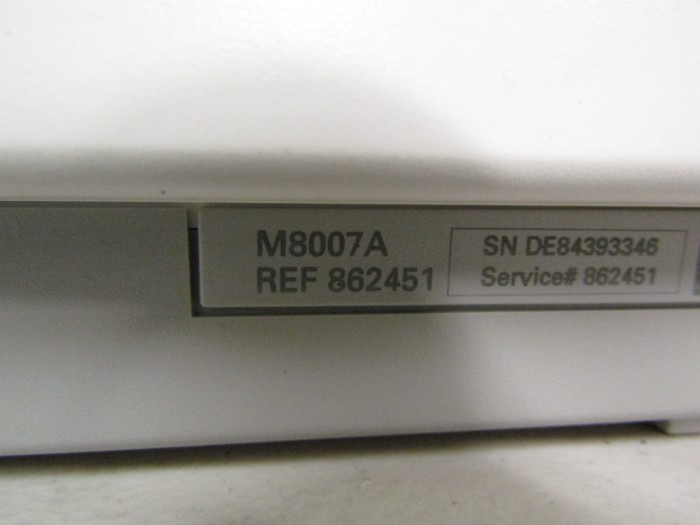 M8007A
REF 862451
SN DE84393346
Service# 862451